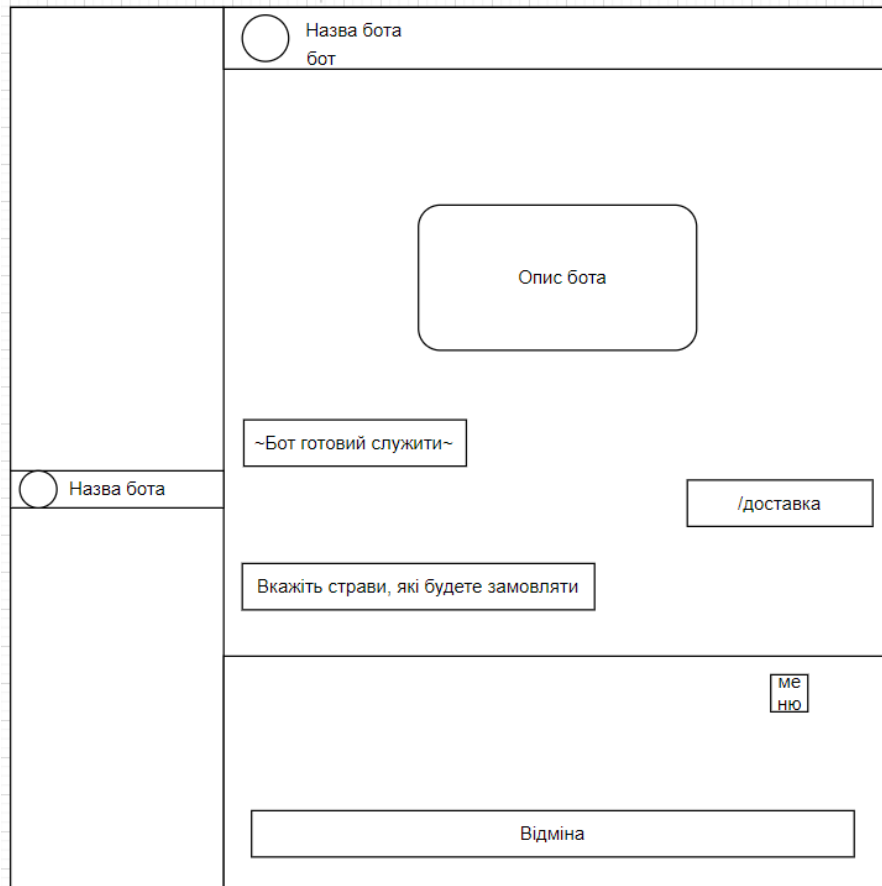 Назва бота
бот
Опис бота
~Бот готовий служити~
Назва бота
/доставка
Вкажіть страви, які будете замовляти
ме
ню
Відміна